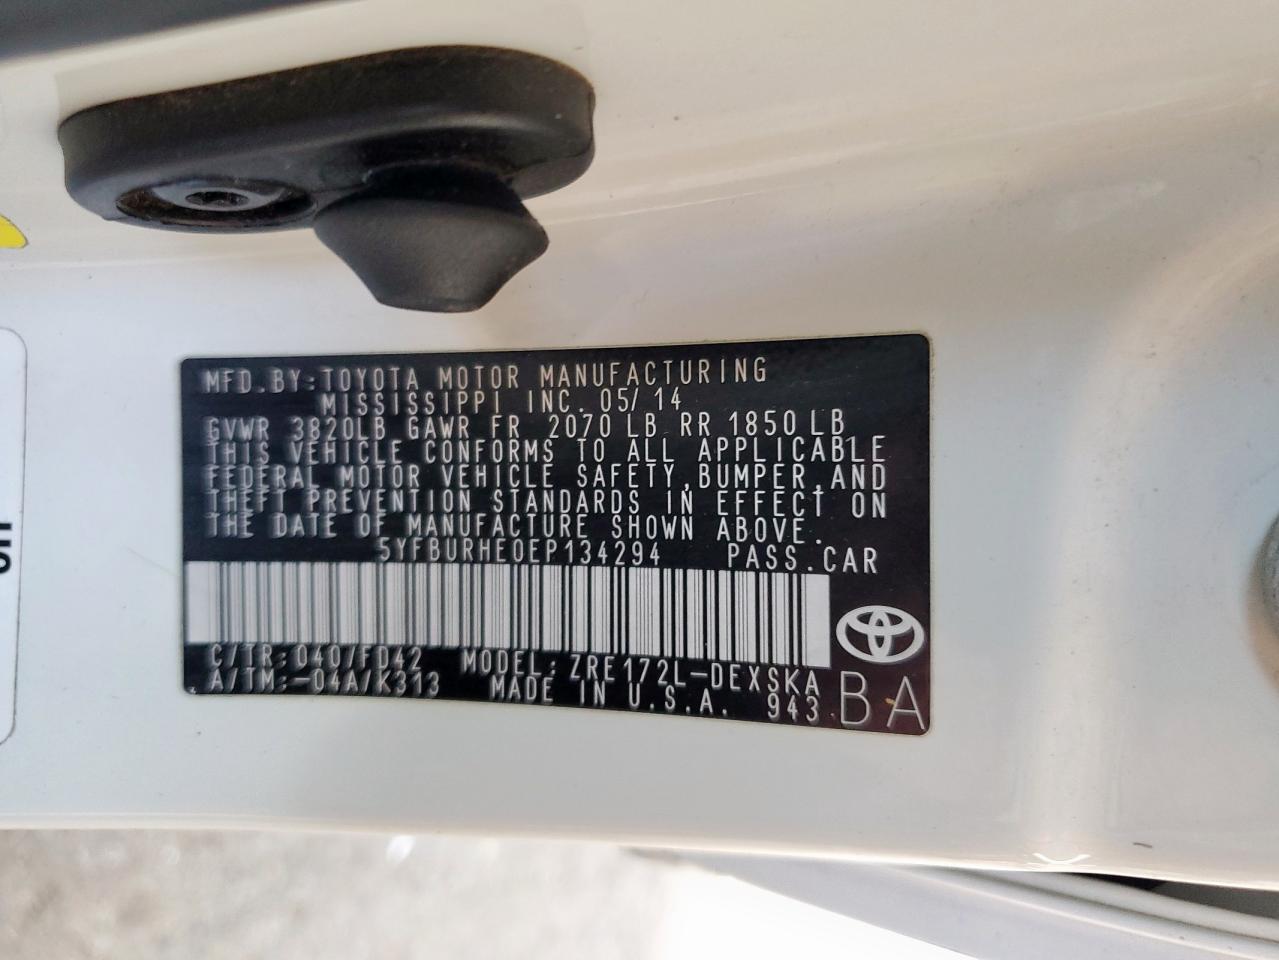 MFD.BY:TOYOTA MOTOR MANUFACTURING
MISSISSIPPI INC. 05/14
GVWR 3820LB GAWR FR 2070 LB RR 1850 LB
THIS VEHICLE CONFORMS TO ALL APPLICABLE
FEDERAL MOTOR VEHICLE SAFETY,BUMPER,AND
THEFT PREVENTION STANDARDS IN EFFECT ON
THE DATE OF MANUFACTURE SHOWN ABOVE.
5YFBURHE0EP134294 PASS.CAR
C/TR:040/FD42 MODEL:ZRE172L-DEXSKA
A/TM:-04A/K313 MADE IN U.S.A. 943
BA